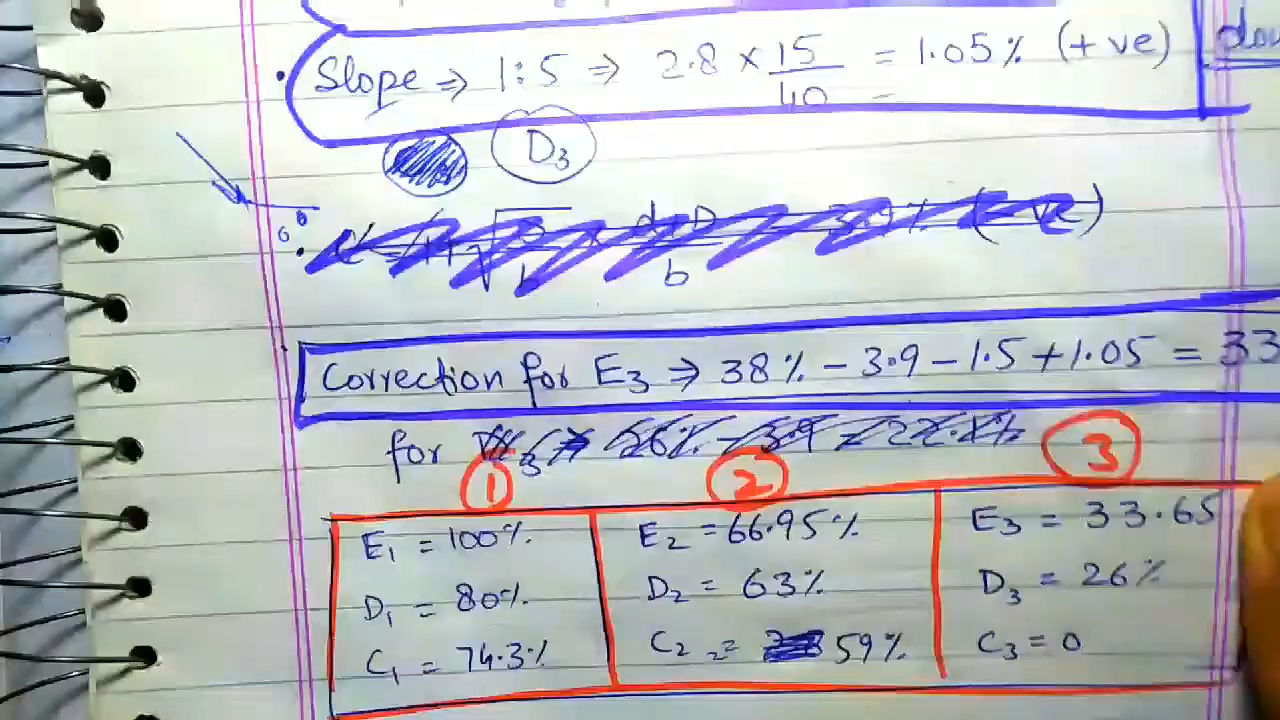 • Slope ⇒ 1:5 ⇒ 2.8 × 15/40 = 1.05% (+ ve)
D3
b
Correction for E3 ⇒ 38% - 3.9 - 1.5 + 1.05 = 33
for
1 2 3
E1 = 100% E2 = 66.95% E3 = 33.65
D1 = 80% D2 = 63% D3 = 26%
C1 = 74.3% C2 = 59% C3 = 0